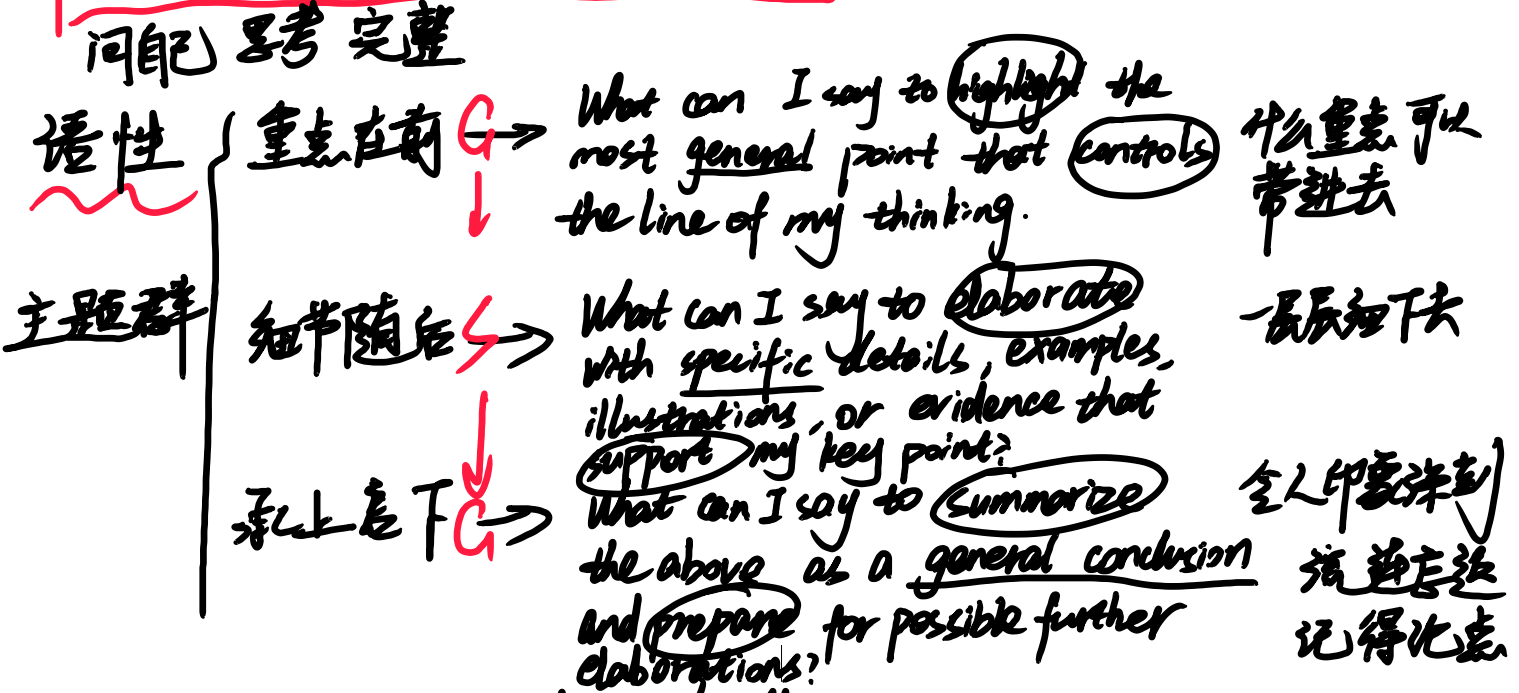 问自己 思考 完整
语性
主题群
重点在前 G →
What can I say to highlight the
most general point that controls
the line of my thinking.
什么重点可以
带进去
细节随后 S →
What can I say to elaborate
with specific details, examples,
illustrations, or evidence that
support my key point?
一层层细下去
承上启下 G →
What can I say to summarize
the above as a general conclusion
and prepare for possible further
elaborations?
令人印象深刻
记得此点